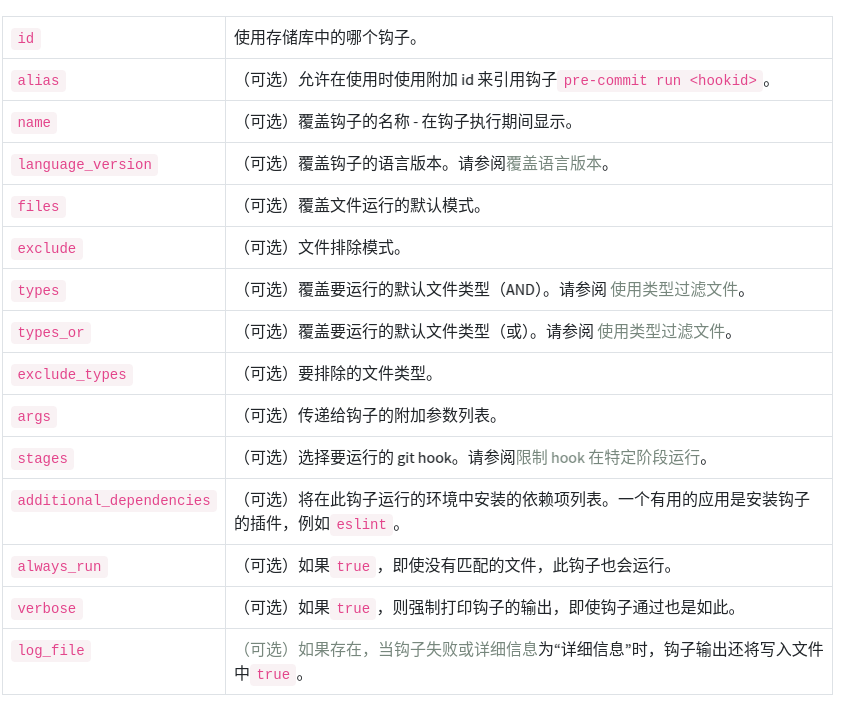 id 使用存储库中的哪个钩子。
alias （可选）允许在使用时使用附加 id 来引用钩子 pre-commit run <hookid> 。
name （可选）覆盖钩子的名称 - 在钩子执行期间显示。
language_version （可选）覆盖钩子的语言版本。请参阅覆盖语言版本。
files （可选）覆盖文件运行的默认模式。
exclude （可选）文件排除模式。
types （可选）覆盖要运行的默认文件类型（AND）。请参阅 使用类型过滤文件。
types_or （可选）覆盖要运行的默认文件类型（或）。请参阅 使用类型过滤文件。
exclude_types （可选）要排除的文件类型。
args （可选）传递给钩子的附加参数列表。
stages （可选）选择要运行的 git hook。请参阅限制 hook 在特定阶段运行。
additional_dependencies （可选）将在此钩子运行的环境中安装的依赖项列表。一个有用的应用是安装钩子
的插件，例如 eslint 。
always_run （可选）如果 true ，即使没有匹配的文件，此钩子也会运行。
verbose （可选）如果 true ，则强制打印钩子的输出，即使钩子通过也是如此。
log_file （可选）如果存在，当钩子失败或详细信息为“详细信息”时，钩子输出还将写入文件
中 true 。